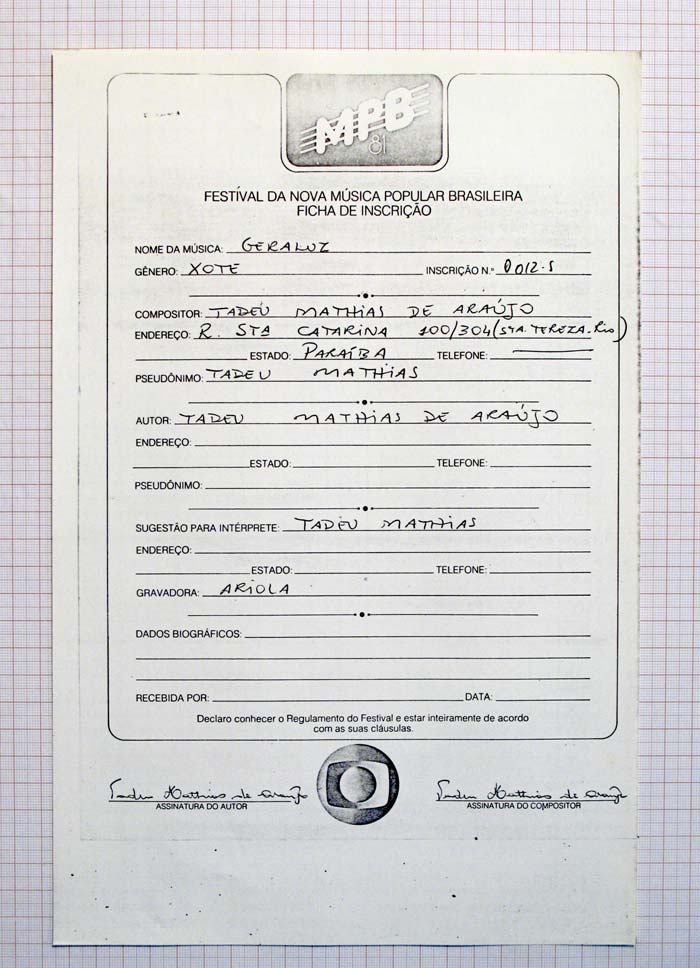 MPB
81
FESTÍVAL DA NOVA MÚSICA POPULAR BRASILEIRA
FICHA DE INSCRIÇÃO
NOME DA MÚSICA: GERALUZ
GÊNERO: XOTE INSCRIÇÃO N.º 0012-S
COMPOSITOR: TADEU MATHIAS DE ARAÚJO
ENDEREÇO: R. STA CATARINA 100/304 (STA. TEREZA-Rio)
ESTADO: PARAÍBA TELEFONE:
PSEUDÔNIMO: TADEU MATHIAS
AUTOR: TADEU MATHIAS DE ARAÚJO
ENDEREÇO:
ESTADO: TELEFONE:
PSEUDÔNIMO:
SUGESTÃO PARA INTÉRPRETE: TADEU MATHIAS
ENDEREÇO:
ESTADO: TELEFONE:
GRAVADORA: ARIOLA
DADOS BIOGRÁFICOS:
RECEBIDA POR: DATA:
Declaro conhecer o Regulamento do Festival e estar inteiramente de acordo
com as suas cláusulas.
Tadeu Mathias de Araújo Tadeu Mathias de Araújo
ASSINATURA DO AUTOR ASSINATURA DO COMPOSITOR